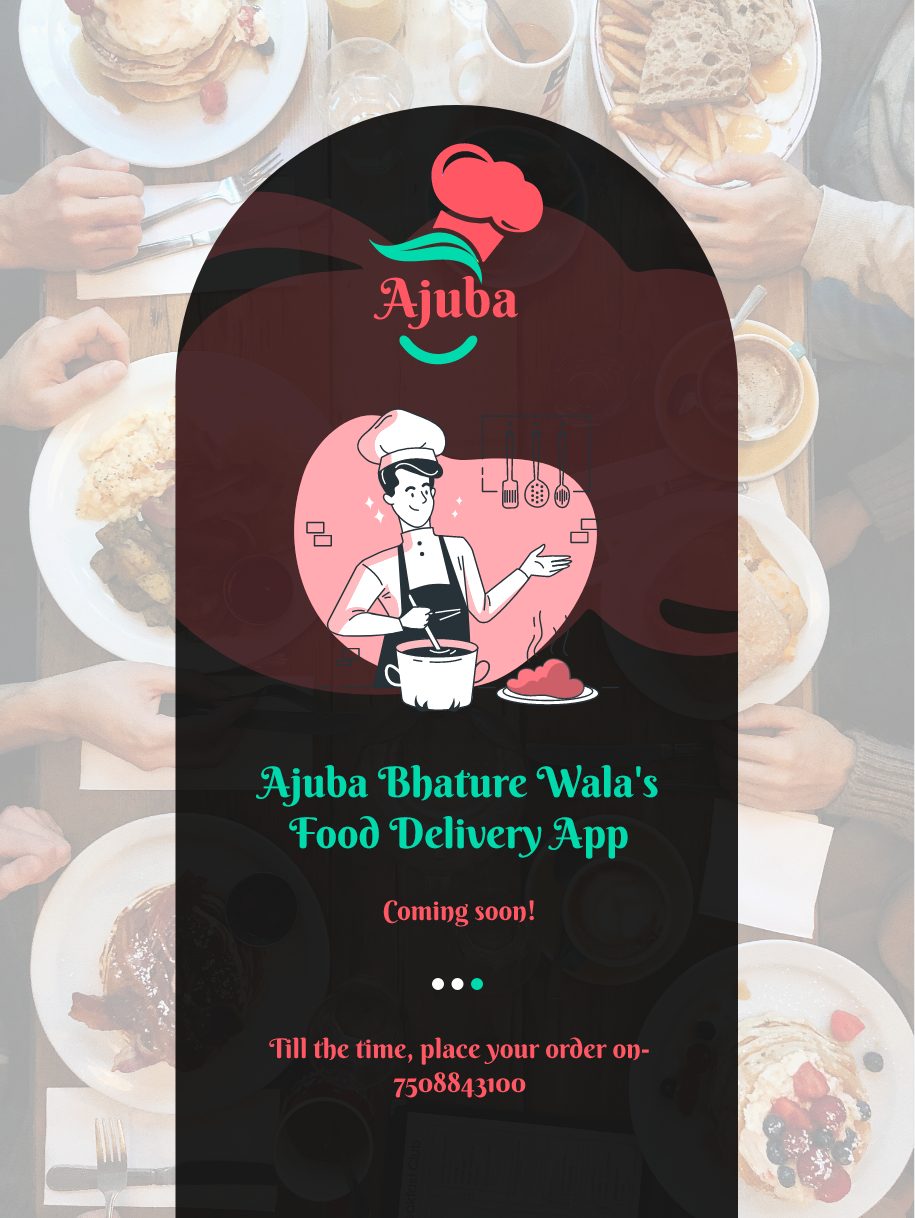 Ajuba
Ajuba Bhature Wala's
Food Delivery App
Coming soon!
Till the time, place your order on-
7508843100